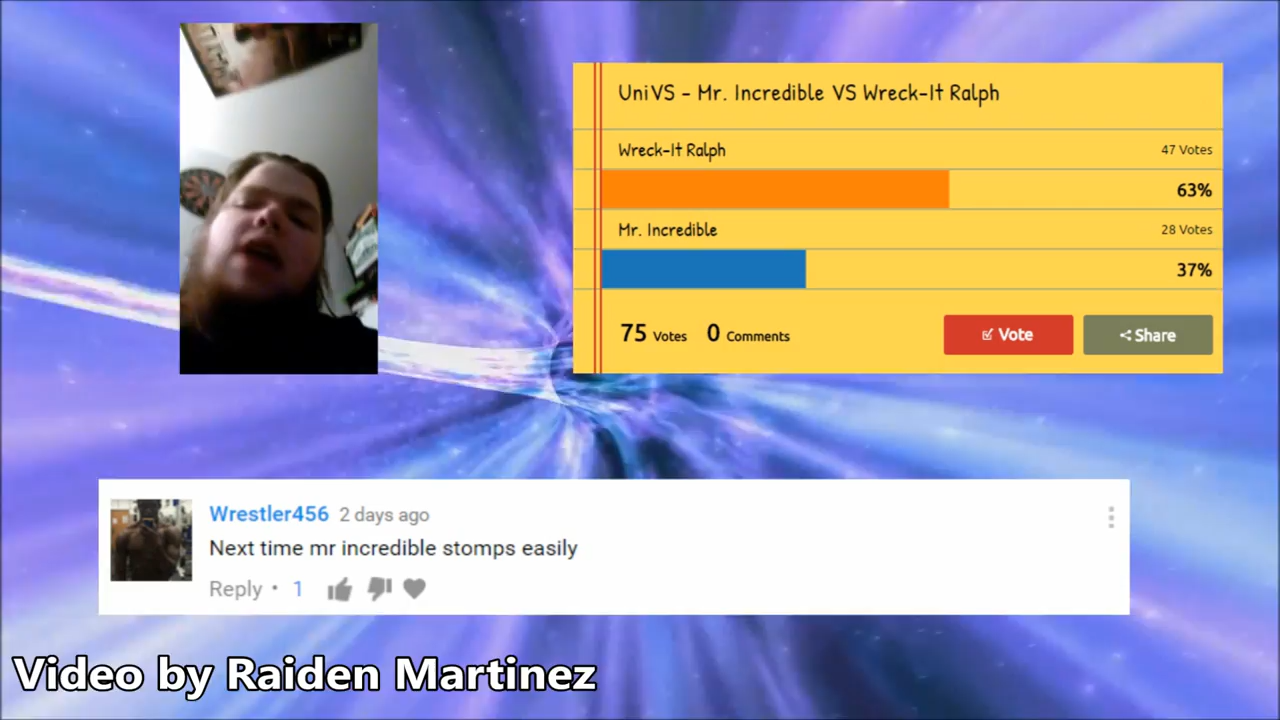 UniVS - Mr. Incredible VS Wreck-It Ralph
Wreck-It Ralph 47 Votes
63%
Mr. Incredible 28 Votes
37%
75 Votes 0 Comments Vote Share
Wrestler456 2 days ago
Next time mr incredible stomps easily
Reply • 1
Video by Raiden Martinez